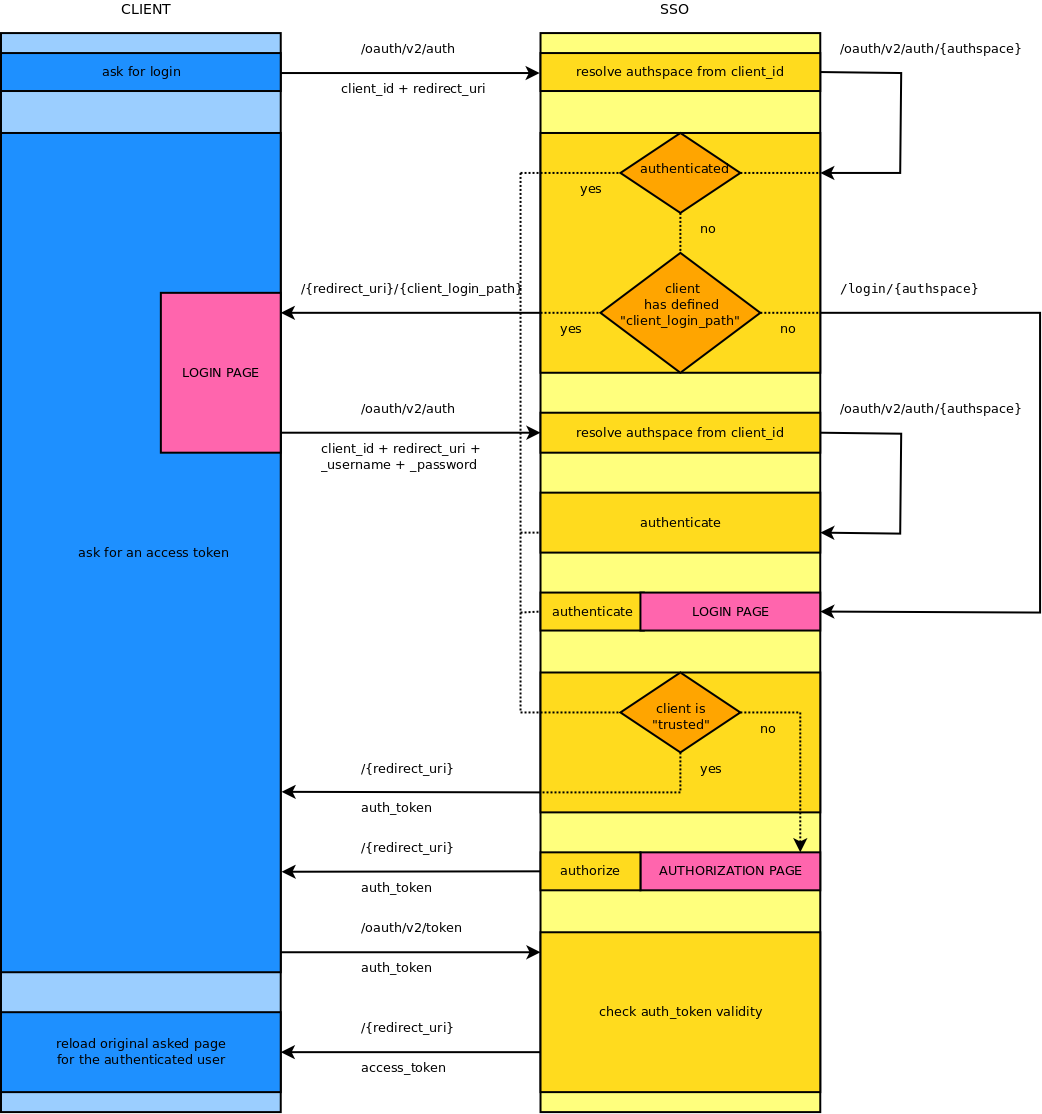 CLIENT
SSO
/oauth/v2/auth
/oauth/v2/auth/{authspace}
ask for login
resolve authspace from client_id
client_id + redirect_uri
authenticated
yes
no
/{redirect_uri}/{client_login_path}
client
has defined
"client_login_path"
/login/{authspace}
yes
no
LOGIN PAGE
/oauth/v2/auth
/oauth/v2/auth/{authspace}
resolve authspace from client_id
client_id + redirect_uri +
_username + _password
authenticate
ask for an access token
authenticate
LOGIN PAGE
client is
"trusted"
no
yes
/{redirect_uri}
auth_token
/{redirect_uri}
authorize
AUTHORIZATION PAGE
auth_token
/oauth/v2/token
auth_token
check auth_token validity
/{redirect_uri}
reload original asked page
for the authenticated user
access_token